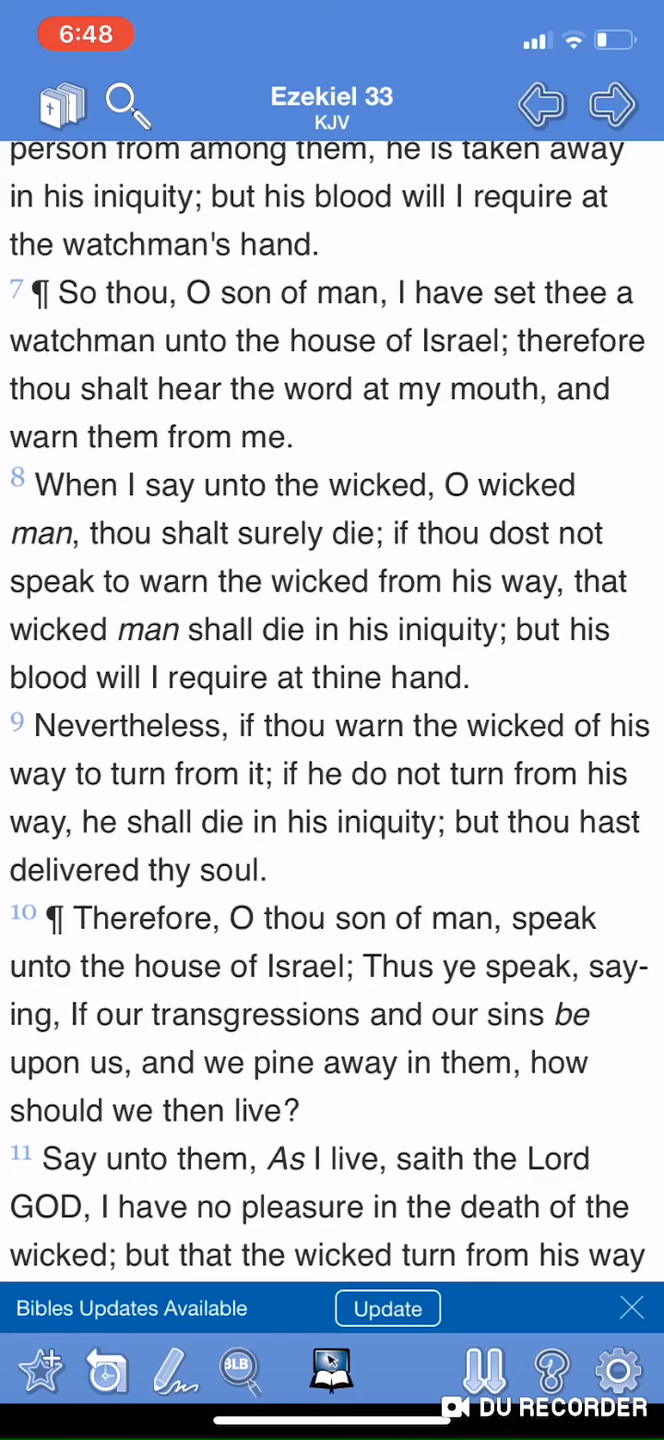 6:48
Ezekiel 33
KJV
person from among them, he is taken away
in his iniquity; but his blood will I require at
the watchman's hand.
7 ¶ So thou, O son of man, I have set thee a
watchman unto the house of Israel; therefore
thou shalt hear the word at my mouth, and
warn them from me.
8 When I say unto the wicked, O wicked
man, thou shalt surely die; if thou dost not
speak to warn the wicked from his way, that
wicked man shall die in his iniquity; but his
blood will I require at thine hand.
9 Nevertheless, if thou warn the wicked of his
way to turn from it; if he do not turn from his
way, he shall die in his iniquity; but thou hast
delivered thy soul.
10 ¶ Therefore, O thou son of man, speak
unto the house of Israel; Thus ye speak, say-
ing, If our transgressions and our sins be
upon us, and we pine away in them, how
should we then live?
11 Say unto them, As I live, saith the Lord
GOD, I have no pleasure in the death of the
wicked; but that the wicked turn from his way
Bibles Updates Available Update
BLB
DU RECORDER